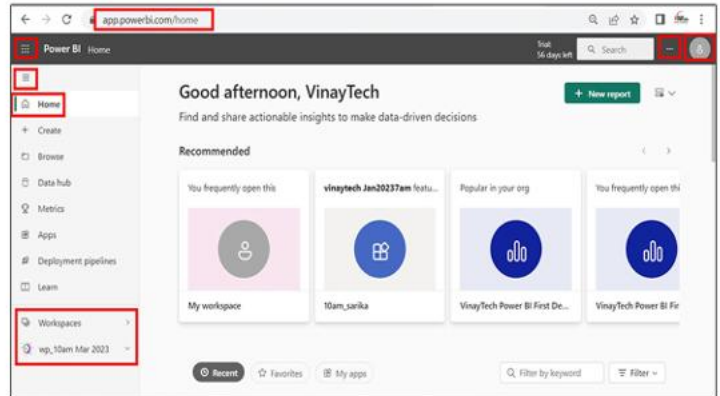 app.powerbi.com/home
Power BI Home
Trial
56 days left
Search
Home
Create
Browse
Data hub
Metrics
Apps
Deployment pipelines
Learn
Workspaces
wp_10am Mar 2023
Good afternoon, VinayTech
+ New report
Find and share actionable insights to make data-driven decisions
Recommended
You frequently open this
vinaytech Jan20237am featu...
Popular in your org
You frequently open thi
My workspace
10am_sarika
VinayTech Power BI First De...
VinayTech Power BI Fir
Recent
Favorites
My apps
Filter by keyword
Filter